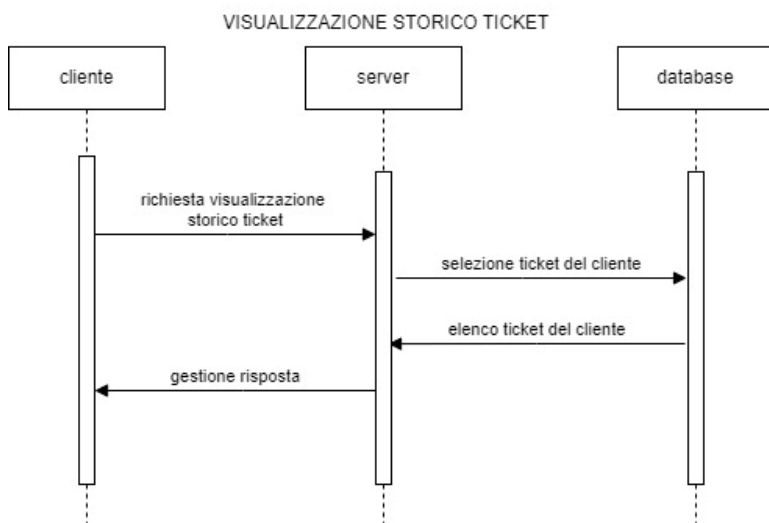 VISUALIZZAZIONE STORICO TICKET
cliente
server
database
richiesta visualizzazione
storico ticket
selezione ticket del cliente
elenco ticket del cliente
gestione risposta